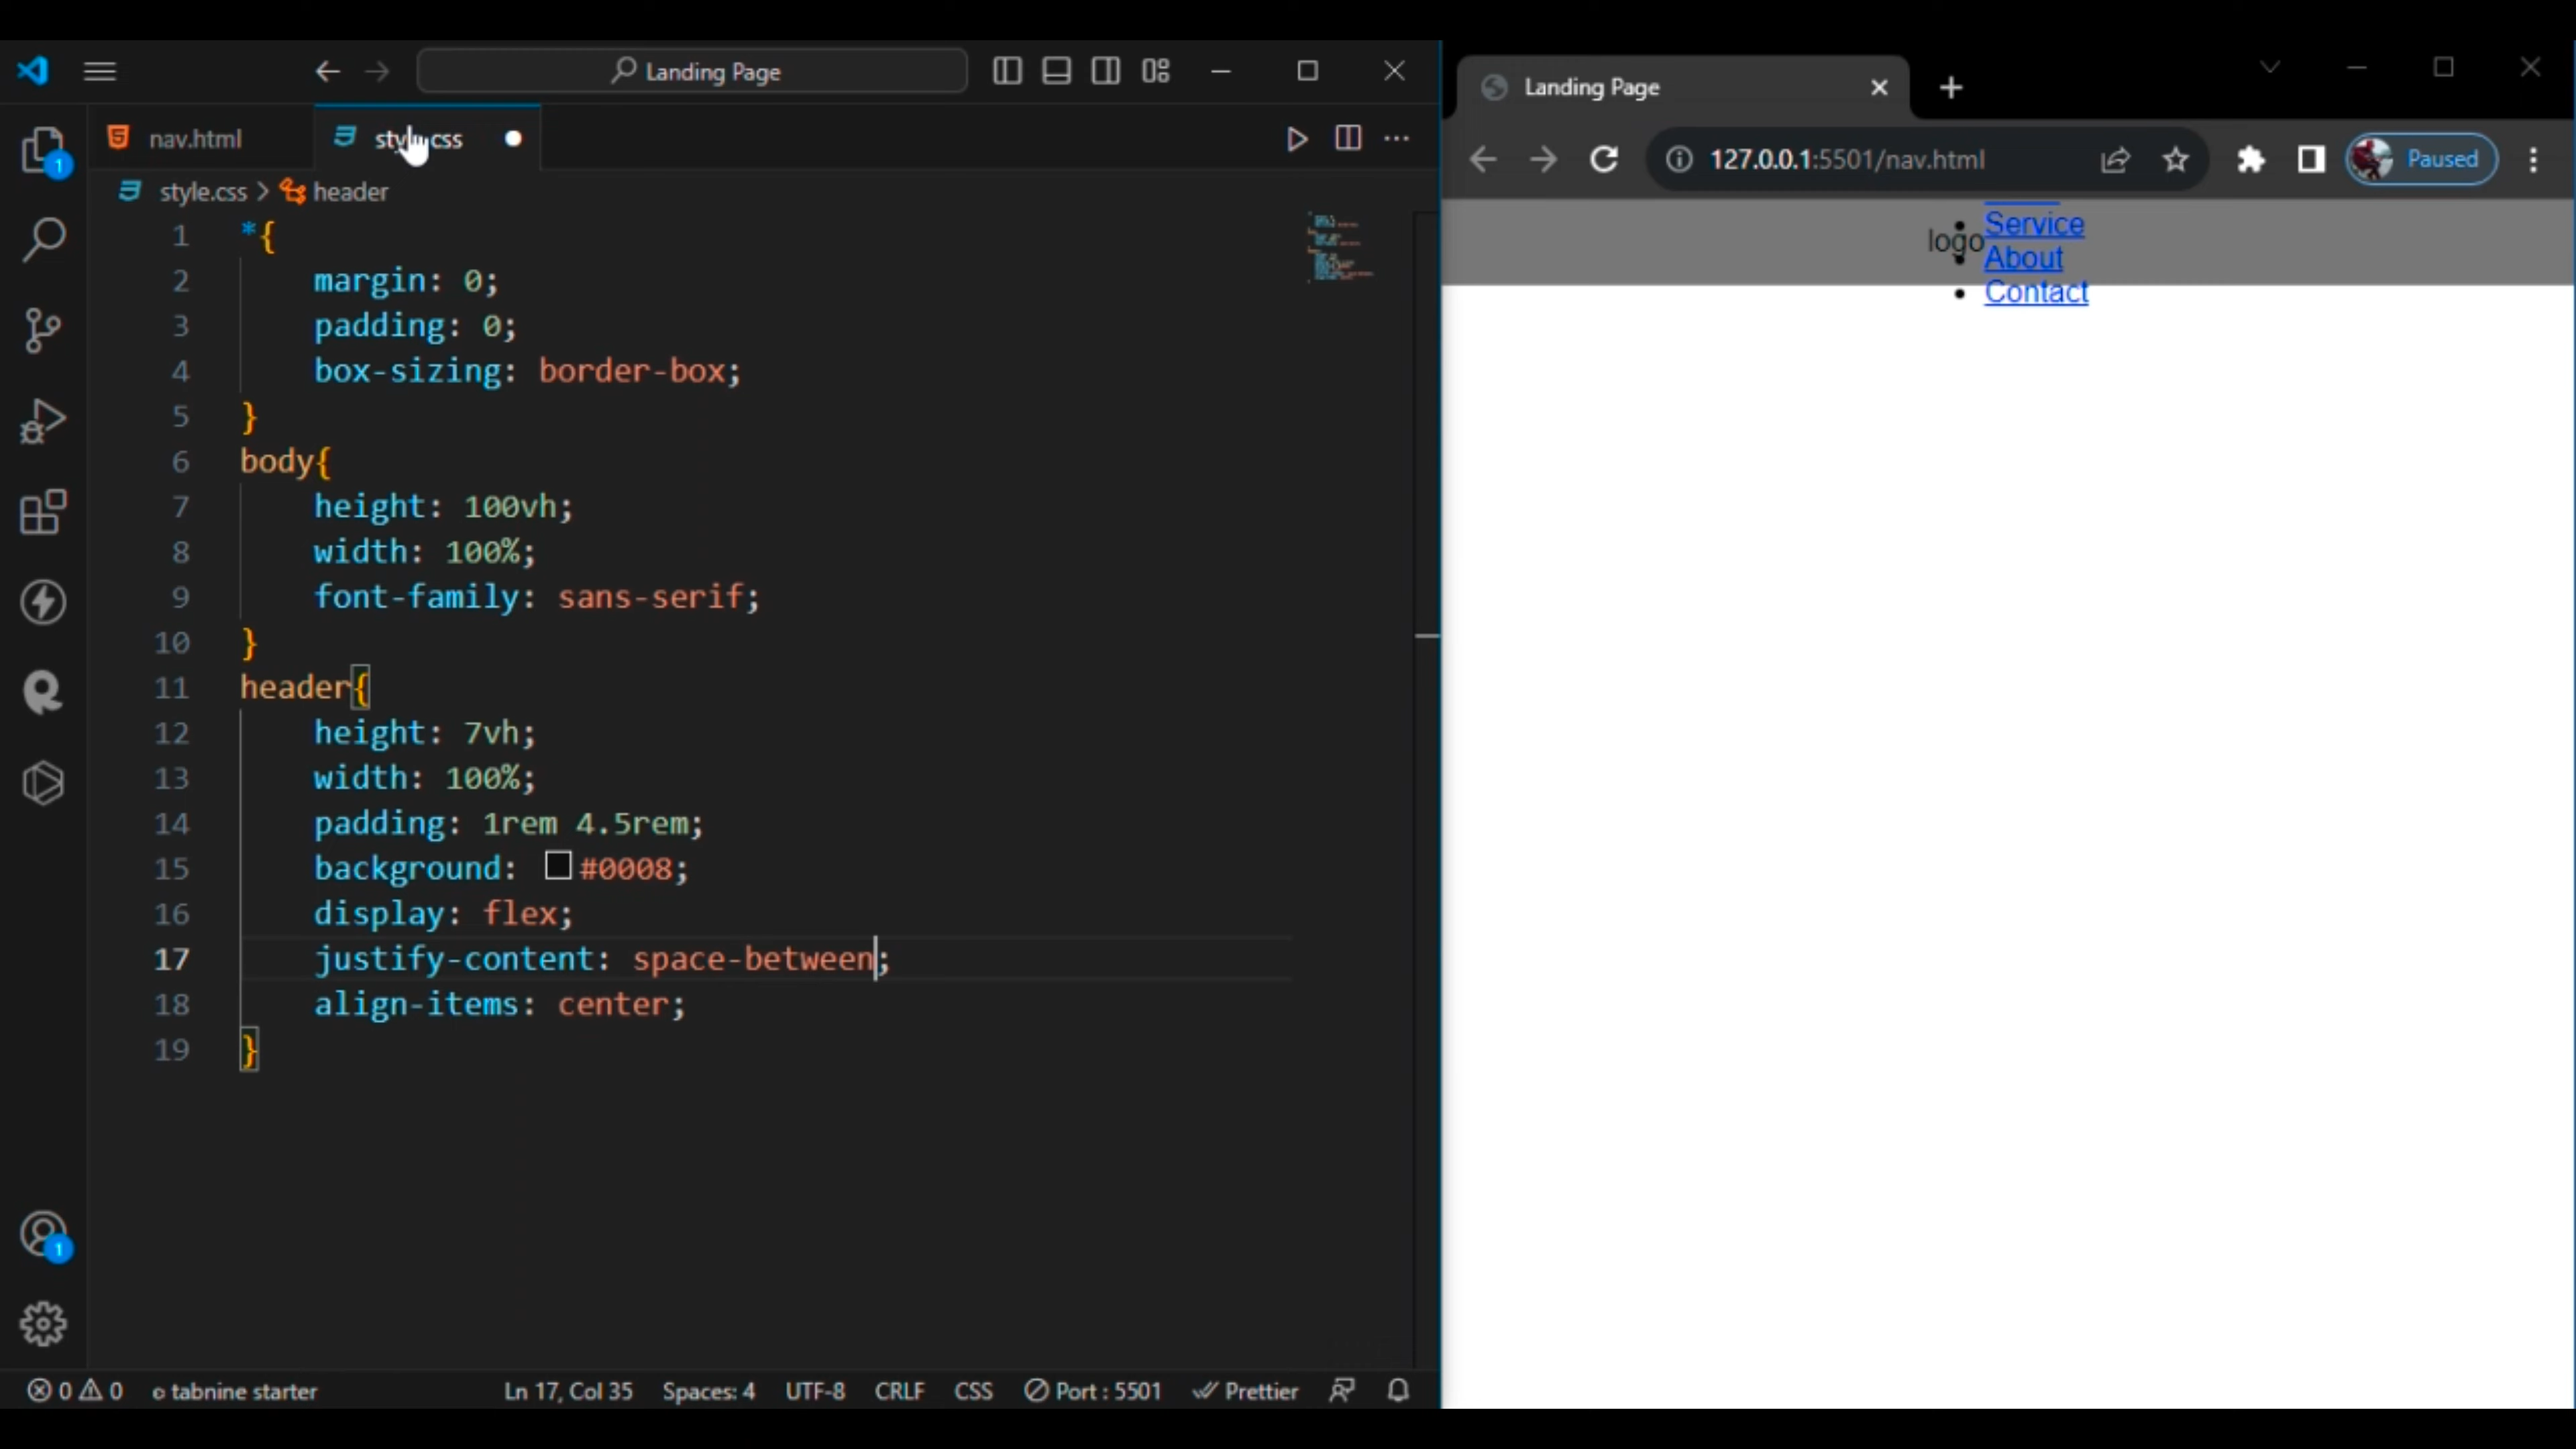 Landing Page
nav.html
style.css
style.css > header
1 *{
2 margin: 0;
3 padding: 0;
4 box-sizing: border-box;
5 }
6 body{
7 height: 100vh;
8 width: 100%;
9 font-family: sans-serif;
10 }
11 header{
12 height: 7vh;
13 width: 100%;
14 padding: 1rem 4.5rem;
15 background: #0008;
16 display: flex;
17 justify-content: space-between;
18 align-items: center;
19 }
1
1
0 0 tabnine starter Ln 17, Col 35 Spaces: 4 UTF-8 CRLF CSS Port : 5501 Prettier
Landing Page
127.0.0.1:5501/nav.html
Paused
logo
Service
About
Contact